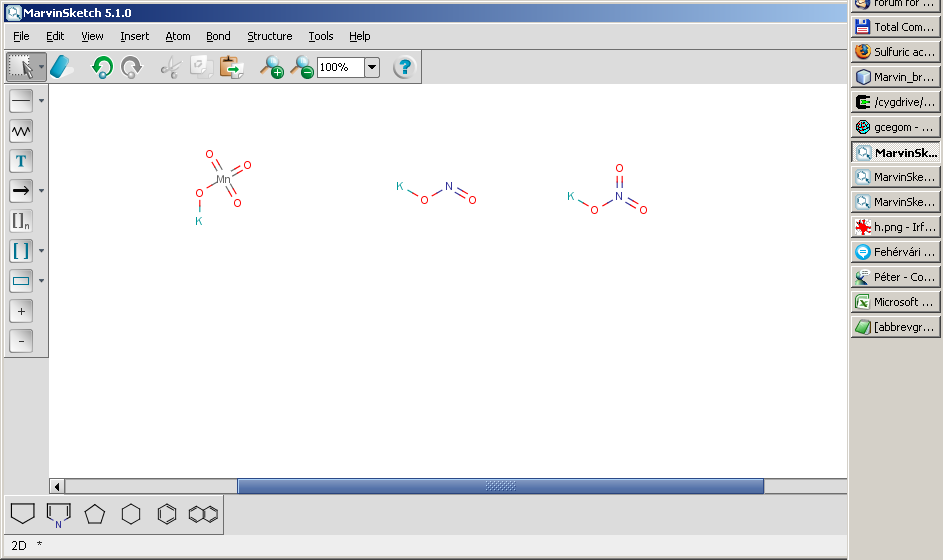 MarvinSketch 5.1.0
File Edit View Insert Atom Bond Structure Tools Help
100%
?
T
[ ]n
[ ]
+
-
O O
Mn
O O
K
K O N O
O
K O N O
N
2D *
forum for ...
Total Com...
Sulfuric ac...
Marvin_br...
/cygdrive/...
gcegom - ...
MarvinSk...
MarvinSke...
MarvinSke...
h.png - Irf...
Fehérvári ...
Péter - Co...
Microsoft ...
[abbrevgr...